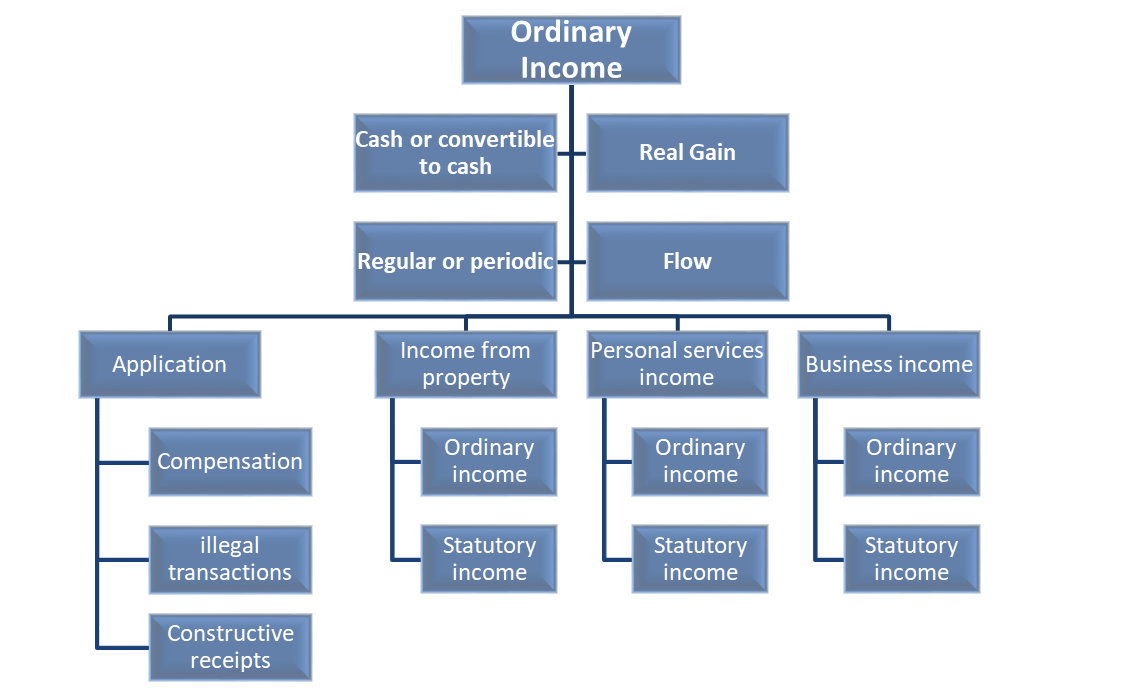 Ordinary
Income
Cash or convertible
to cash
Real Gain
Regular or periodic
Flow
Application
Income from
property
Personal services
income
Business income
Compensation
Ordinary
income
Ordinary
income
Ordinary
income
illegal
transactions
Statutory
income
Statutory
income
Statutory
income
Constructive
receipts